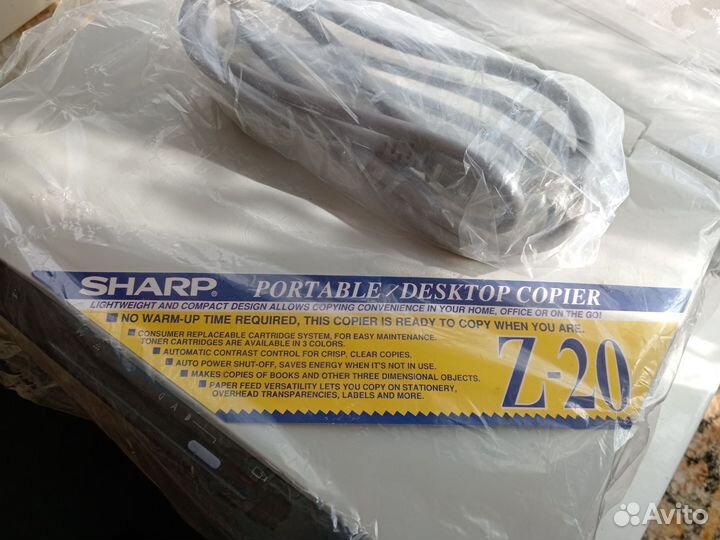 SHARP® PORTABLE/DESKTOP COPIER
LIGHTWEIGHT AND COMPACT DESIGN ALLOWS COPYING CONVENIENCE IN YOUR HOME, OFFICE OR ON THE GO!
NO WARM-UP TIME REQUIRED, THIS COPIER IS READY TO COPY WHEN YOU ARE.
CONSUMER REPLACEABLE CARTRIDGE SYSTEM, FOR EASY MAINTENANCE.
TONER CARTRIDGES ARE AVAILABLE IN 3 COLORS.
AUTOMATIC CONTRAST CONTROL FOR CRISP, CLEAR COPIES.
AUTO POWER SHUT-OFF, SAVES ENERGY WHEN IT'S NOT IN USE.
MAKES COPIES OF BOOKS AND OTHER THREE DIMENSIONAL OBJECTS.
PAPER FEED VERSATILITY LETS YOU COPY ON STATIONERY,
OVERHEAD TRANSPARENCIES, LABELS AND MORE.
Z-20
Avito